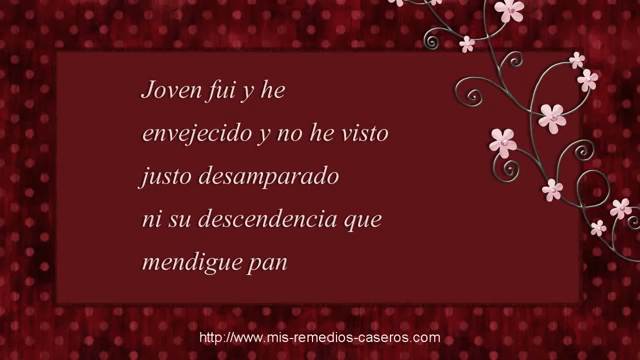 Joven fui y he
envejecido y no he visto
justo desamparado
ni su descendencia que
mendigue pan
http://www.mis-remedios-caseros.com